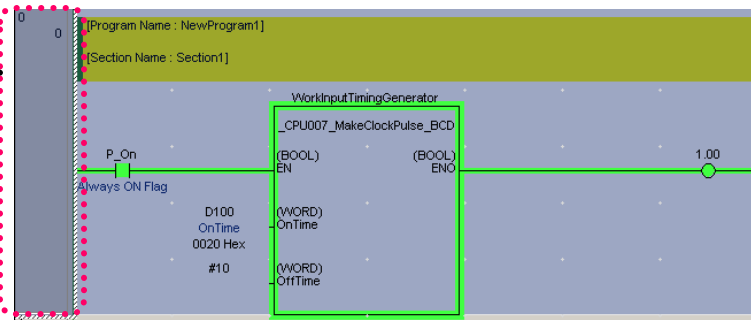 0
0
[Program Name : NewProgram1]
[Section Name : Section1]
WorkInputTimingGenerator
_CPU007_MakeClockPulse_BCD
P_On
(BOOL)
EN
(BOOL)
ENO
1.00
Always ON Flag
D100
(WORD)
OnTime
OnTime
0020 Hex
#10
(WORD)
OffTime